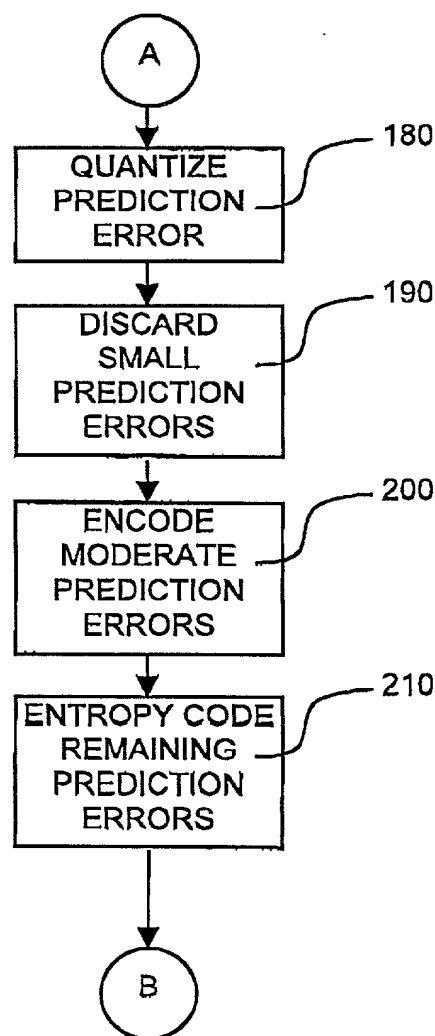 A
QUANTIZE
PREDICTION
ERROR
180
DISCARD
SMALL
PREDICTION
ERRORS
190
ENCODE
MODERATE
PREDICTION
ERRORS
200
ENTROPY CODE
REMAINING
PREDICTION
ERRORS
210
B